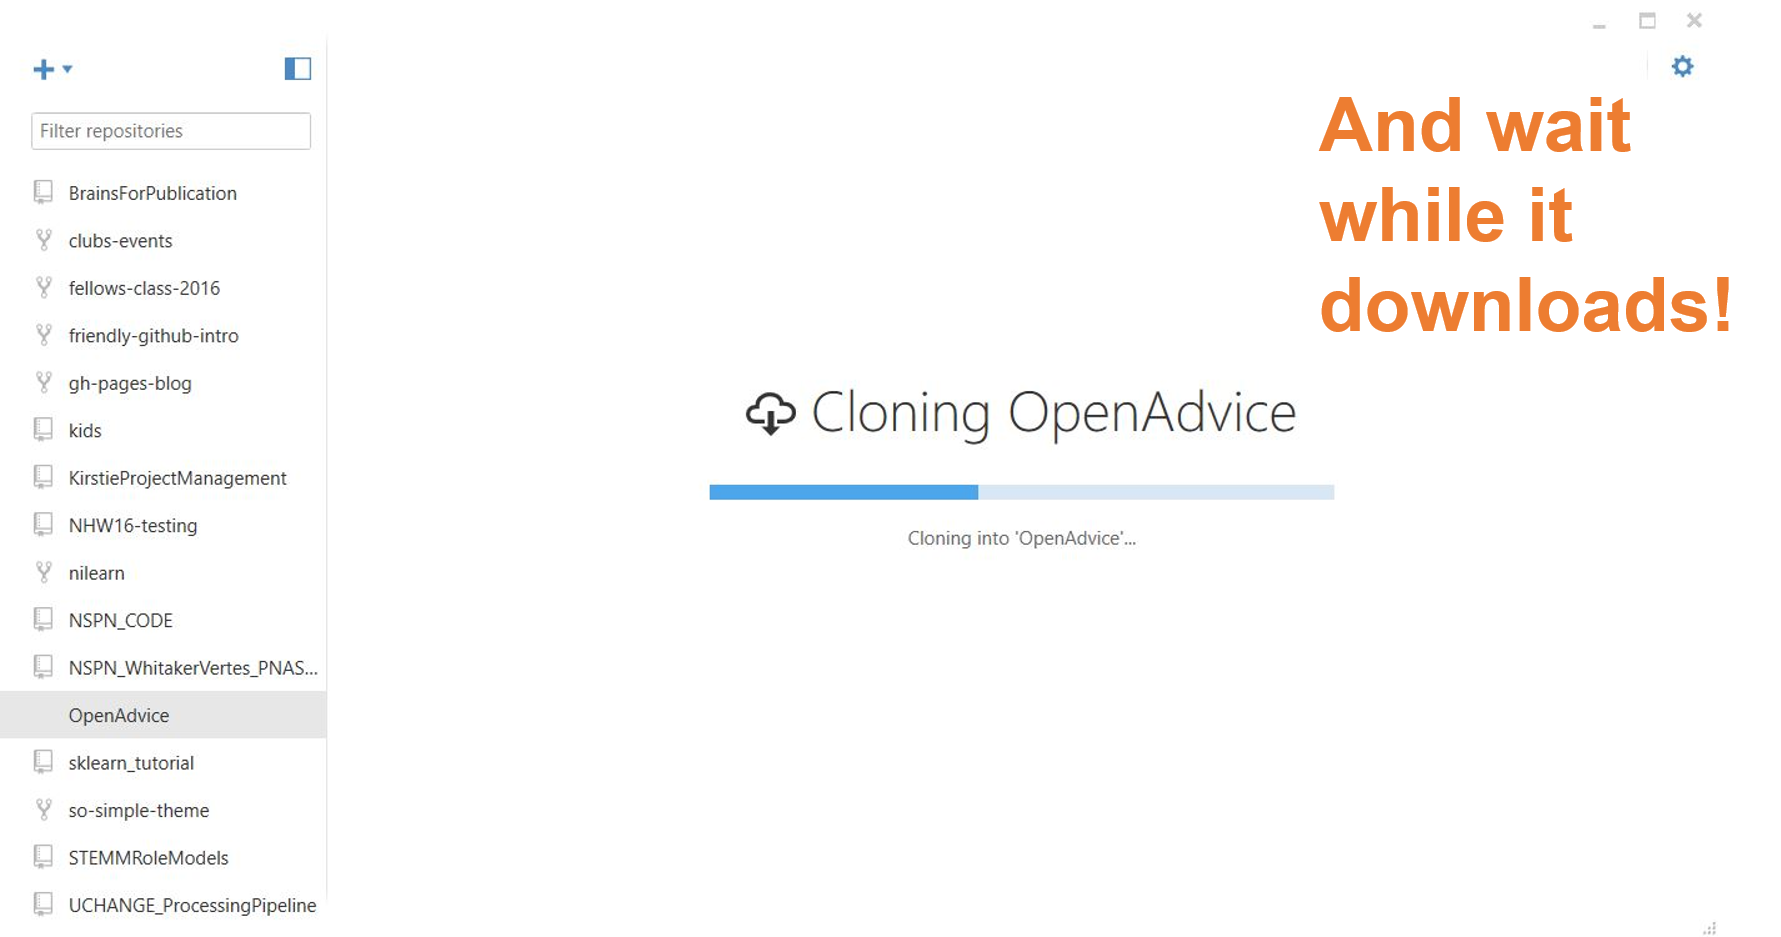 Filter repositories
BrainsForPublication
clubs-events
fellows-class-2016
friendly-github-intro
gh-pages-blog
kids
KirstieProjectManagement
NHW16-testing
nilearn
NSPN_CODE
NSPN_WhitakerVertes_PNAS...
OpenAdvice
sklearn_tutorial
so-simple-theme
STEMMRoleModels
UCHANGE_ProcessingPipeline
And wait
while it
downloads!
Cloning OpenAdvice
Cloning into 'OpenAdvice'...